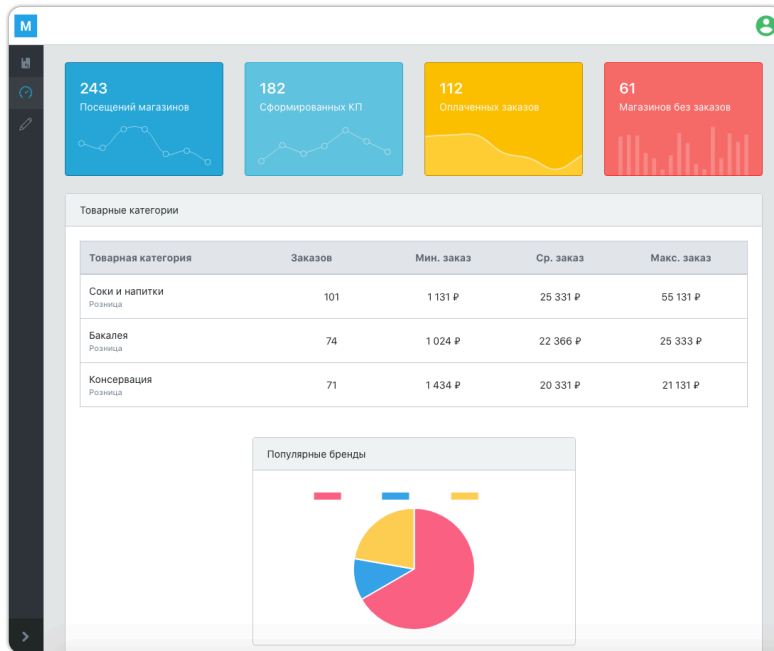 M
243
Посещений магазинов
182
Сформированных КП
112
Оплаченных заказов
61
Магазинов без заказов
Товарные категории
Товарная категория Заказов Мин. заказ Ср. заказ Макс. заказ
Соки и напитки
Розница
101 1 131 ₽ 25 331 ₽ 55 131 ₽
Бакалея
Розница
74 1 024 ₽ 22 366 ₽ 25 333 ₽
Консервация
Розница
71 1 434 ₽ 20 331 ₽ 21 131 ₽
Популярные бренды